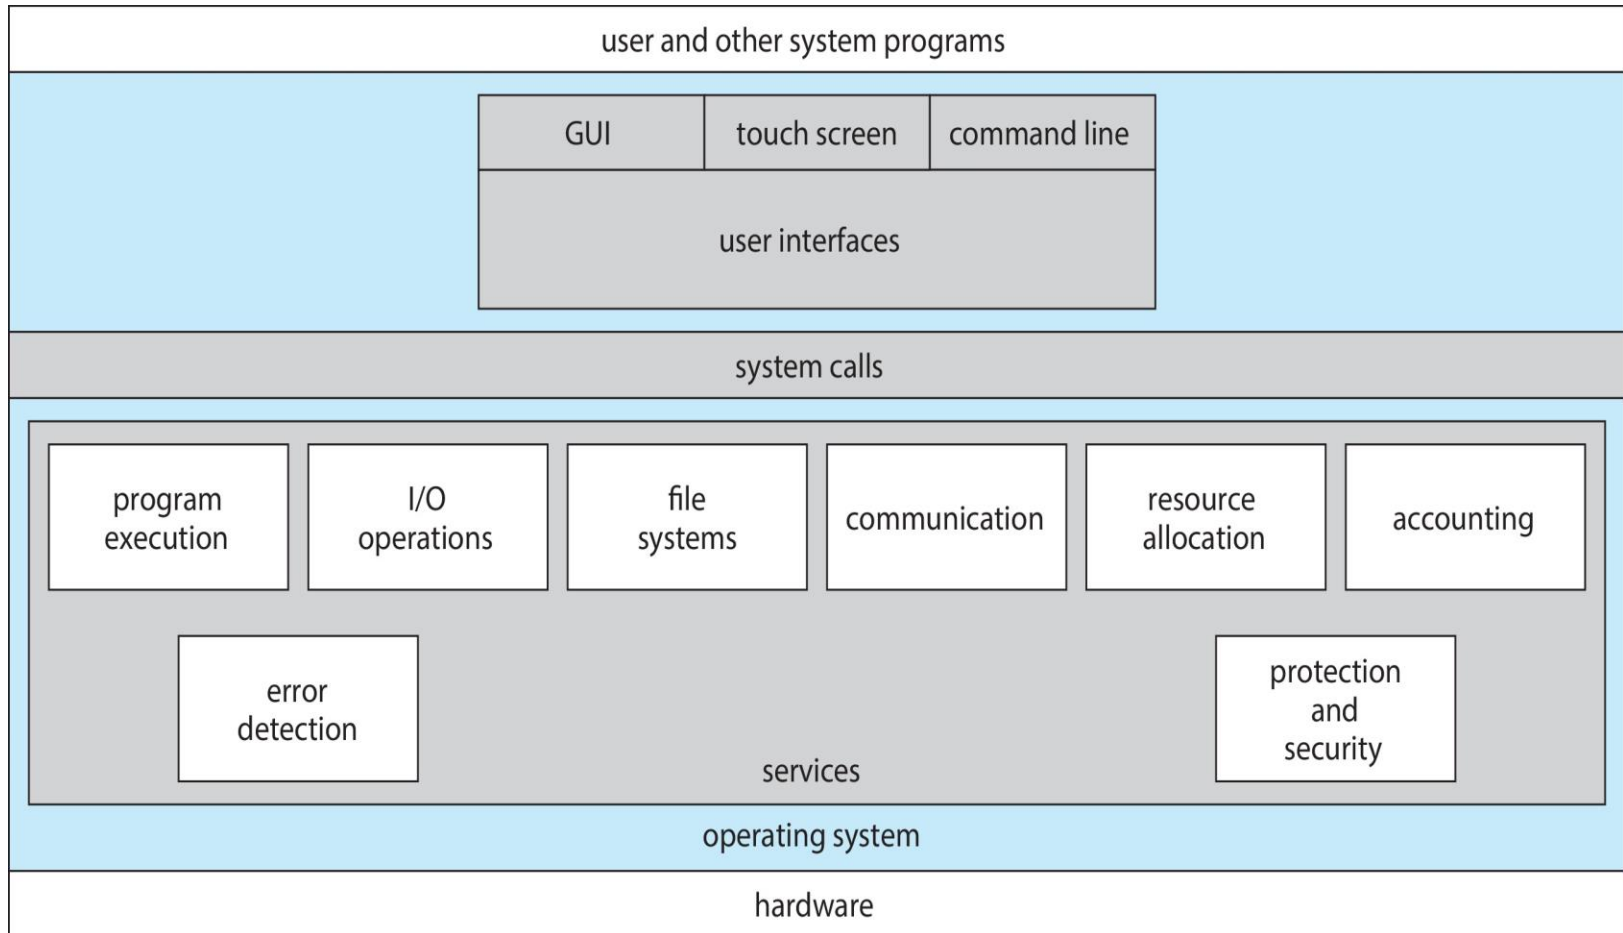 user and other system programs
GUI
touch screen
command line
user interfaces
system calls
program
execution
I/O
operations
file
systems
communication
resource
allocation
accounting
error
detection
protection
and
security
services
operating system
hardware